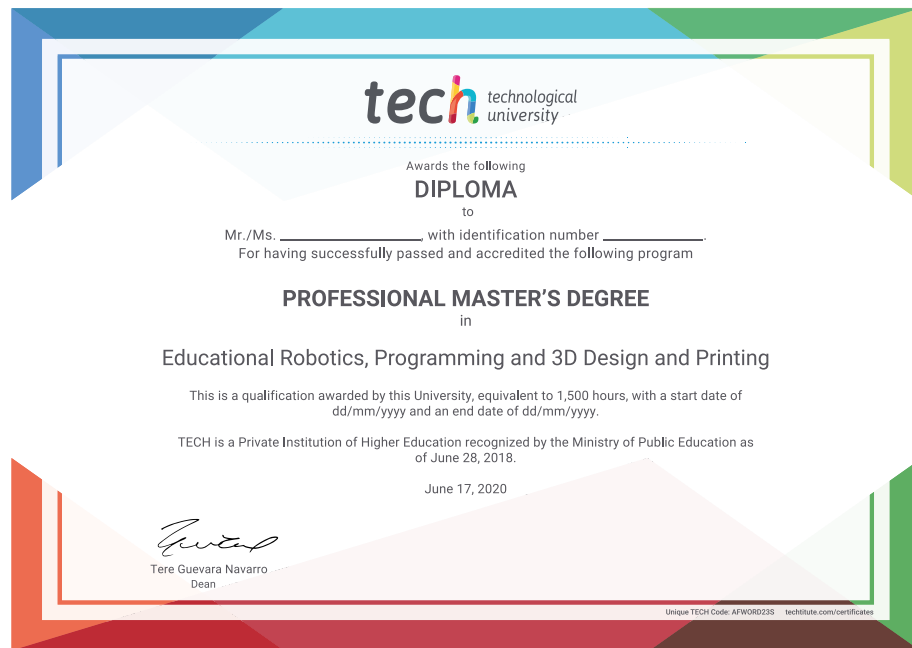 tech technological
university
Awards the following
DIPLOMA
to
Mr./Ms. ________________, with identification number ____________.
For having successfully passed and accredited the following program
PROFESSIONAL MASTER'S DEGREE
in
Educational Robotics, Programming and 3D Design and Printing
This is a qualification awarded by this University, equivalent to 1,500 hours, with a start date of
dd/mm/yyyy and an end date of dd/mm/yyyy.
TECH is a Private Institution of Higher Education recognized by the Ministry of Public Education as
of June 28, 2018.
June 17, 2020
Tere Guevara Navarro
Dean
Unique TECH Code: AFWORD23S techtitute.com/certificates